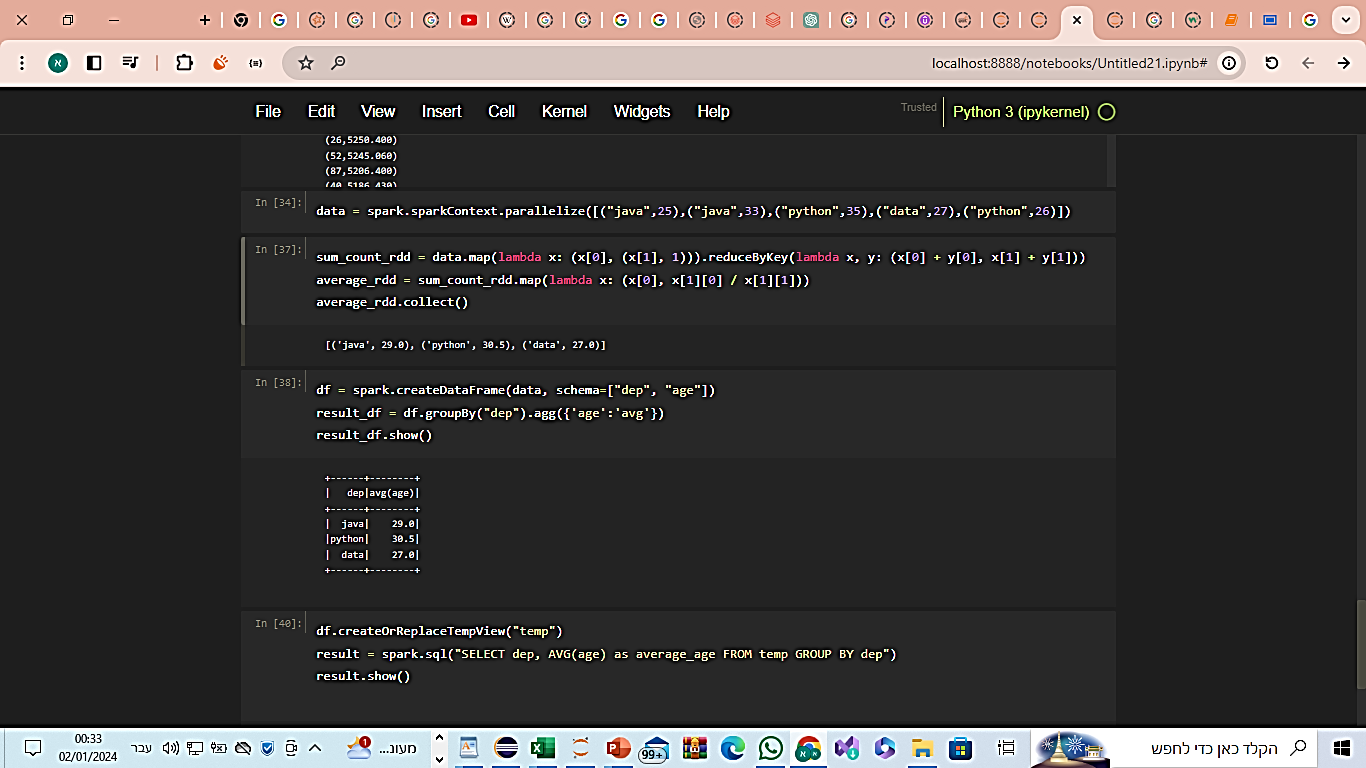 localhost:8888/notebooks/Untitled21.ipynb#
File Edit View Insert Cell Kernel Widgets Help Trusted Python 3 (ipykernel)
(26,5250.400)
(52,5245.060)
(87,5206.400)
(40,5186.430)
In [34]: data = spark.sparkContext.parallelize([("java",25),("java",33),("python",35),("data",27),("python",26)])
In [37]: sum_count_rdd = data.map(lambda x: (x[0], (x[1], 1))).reduceByKey(lambda x, y: (x[0] + y[0], x[1] + y[1]))
average_rdd = sum_count_rdd.map(lambda x: (x[0], x[1][0] / x[1][1]))
average_rdd.collect()
[('java', 29.0), ('python', 30.5), ('data', 27.0)]
In [38]: df = spark.createDataFrame(data, schema=["dep", "age"])
result_df = df.groupBy("dep").agg({'age':'avg'})
result_df.show()
+------+--------+
|   dep|avg(age)|
+------+--------+
|  java|    29.0|
|python|    30.5|
|  data|    27.0|
+------+--------+
In [40]: df.createOrReplaceTempView("temp")
result = spark.sql("SELECT dep, AVG(age) as average_age FROM temp GROUP BY dep")
result.show()
00:33
02/01/2024
עבר
מעונ...
1
99+
הקלד כאן כדי לחפש